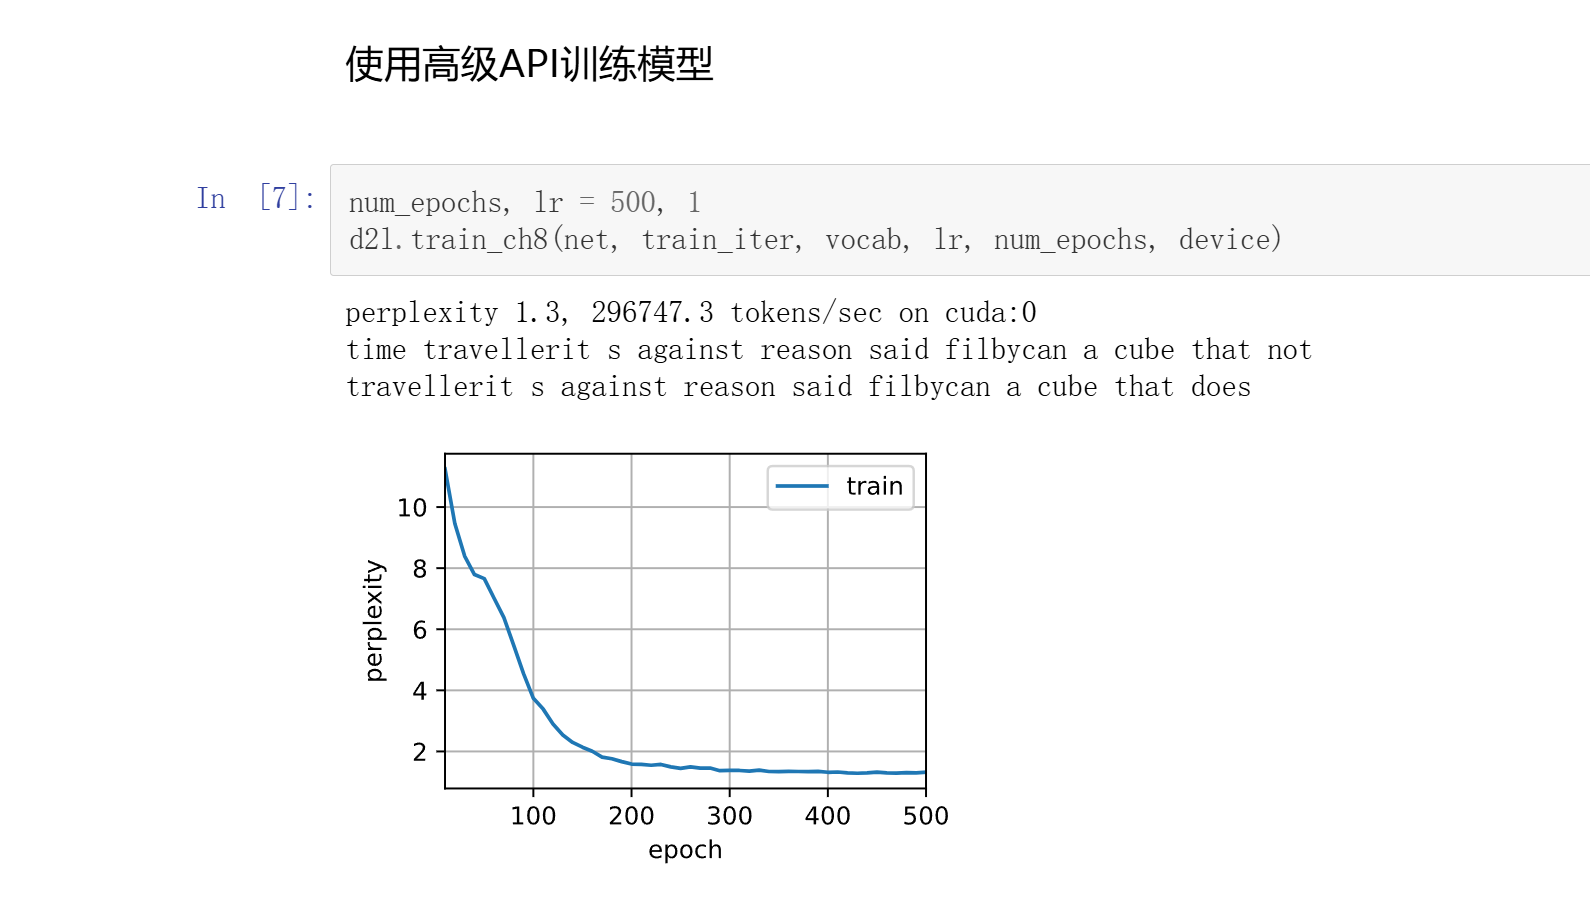 使用高级API训练模型
In [7]:
num_epochs, lr = 500, 1
d2l.train_ch8(net, train_iter, vocab, lr, num_epochs, device)
perplexity 1.3, 296747.3 tokens/sec on cuda:0
time travellerit s against reason said filbycan a cube that not
travellerit s against reason said filbycan a cube that does
train
10
8
6
4
2
perplexity
100 200 300 400 500
epoch